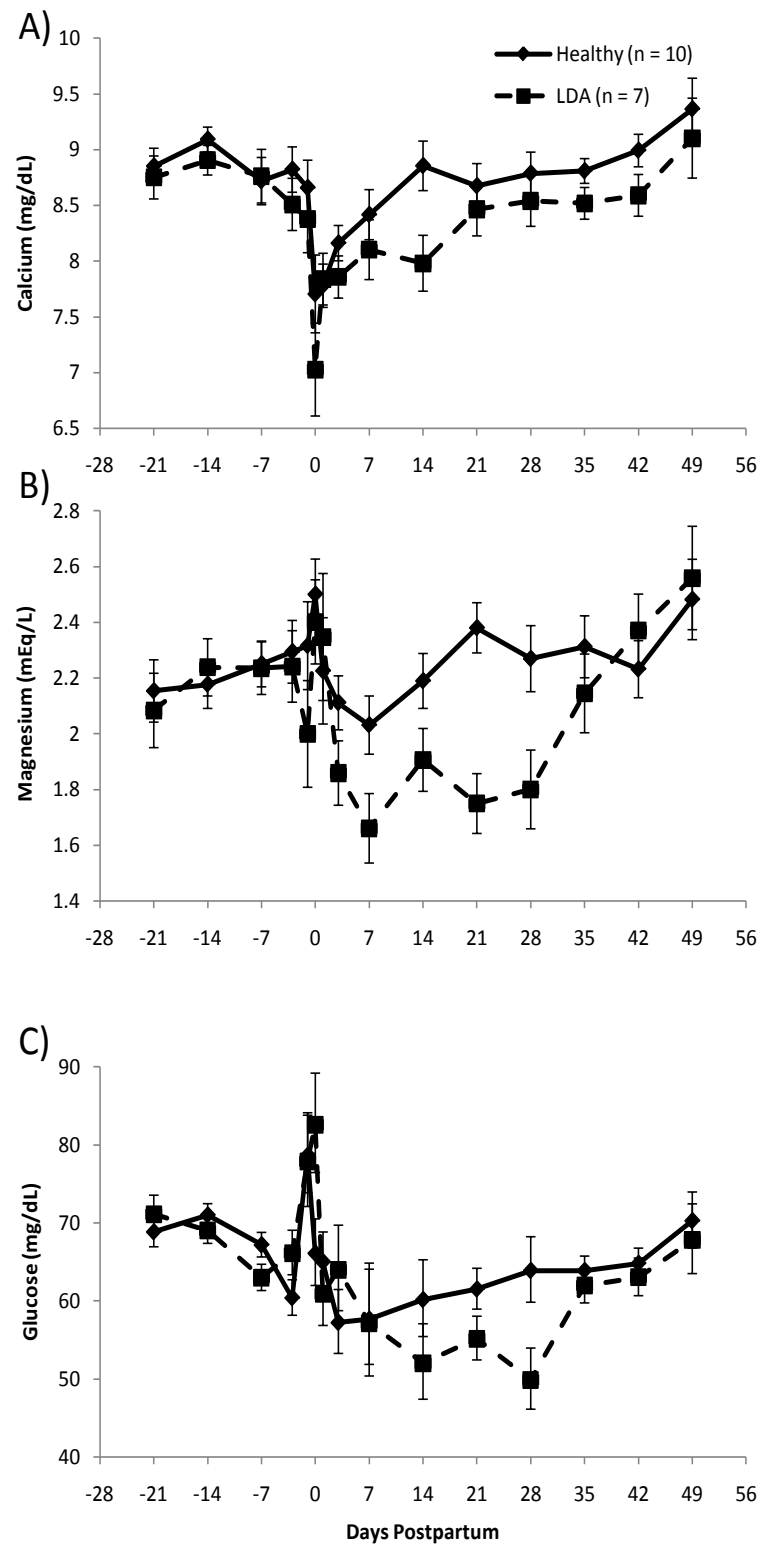 A)
Calcium (mg/dL)
10
9.5
9
8.5
8
7.5
7
6.5
Healthy (n = 10)
LDA (n = 7)
-28 -21 -14 -7 0 7 14 21 28 35 42 49 56
B)
Magnesium (mEq/L)
2.8
2.6
2.4
2.2
2
1.8
1.6
1.4
-28 -21 -14 -7 0 7 14 21 28 35 42 49 56
C)
Glucose (mg/dL)
90
80
70
60
50
40
-28 -21 -14 -7 0 7 14 21 28 35 42 49 56
Days Postpartum